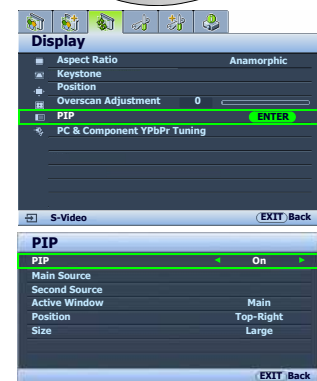 Display
Aspect Ratio Anamorphic
Keystone
Position
Overscan Adjustment 0
PIP ENTER
PC & Component YPbPr Tuning
S-Video EXIT Back
PIP
PIP On
Main Source
Second Source
Active Window Main
Position Top-Right
Size Large
EXIT Back